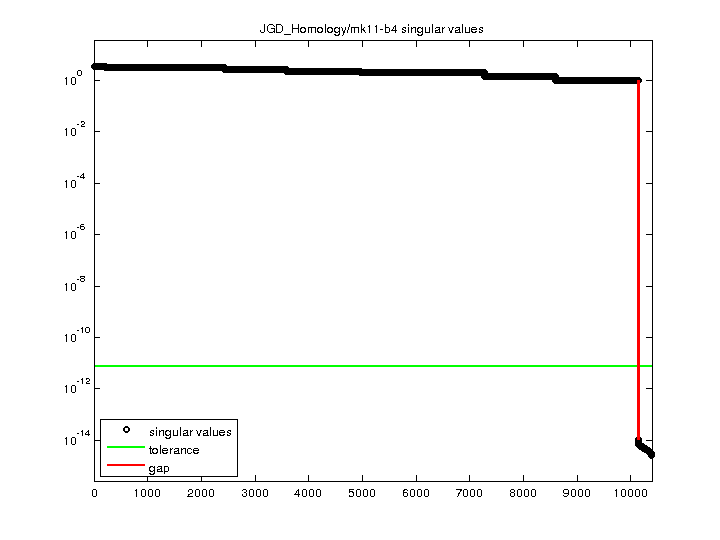 JGD_Homology/mk11-b4 singular values
10^0
10^-2
10^-4
10^-6
10^-8
10^-10
10^-12
10^-14
singular values
tolerance
gap
0 1000 2000 3000 4000 5000 6000 7000 8000 9000 10000